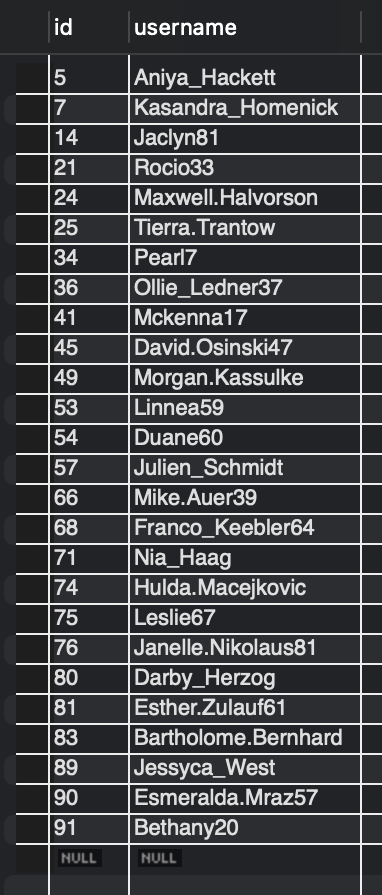 id username
5 Aniya_Hackett
7 Kasandra_Homenick
14 Jaclyn81
21 Rocio33
24 Maxwell.Halvorson
25 Tierra.Trantow
34 Pearl7
36 Ollie_Ledner37
41 Mckenna17
45 David.Osinski47
49 Morgan.Kassulke
53 Linnea59
54 Duane60
57 Julien_Schmidt
66 Mike.Auer39
68 Franco_Keebler64
71 Nia_Haag
74 Hulda.Macejkovic
75 Leslie67
76 Janelle.Nikolaus81
80 Darby_Herzog
81 Esther.Zulauf61
83 Bartholome.Bernhard
89 Jessyca_West
90 Esmeralda.Mraz57
91 Bethany20
NULL NULL